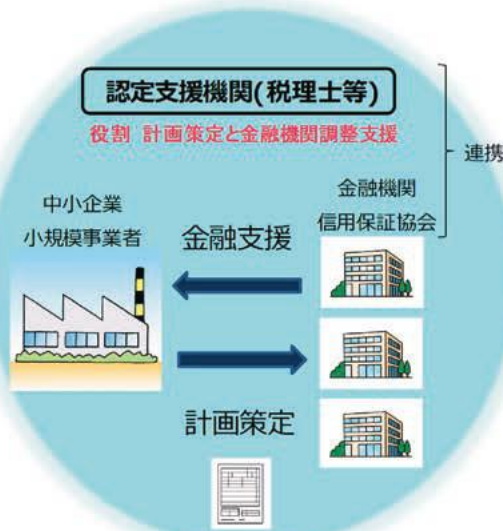 認定支援機関(税理士等)
役割 計画策定と金融機関調整支援
連携
中小企業
小規模事業者
金融機関
信用保証協会
金融支援
計画策定